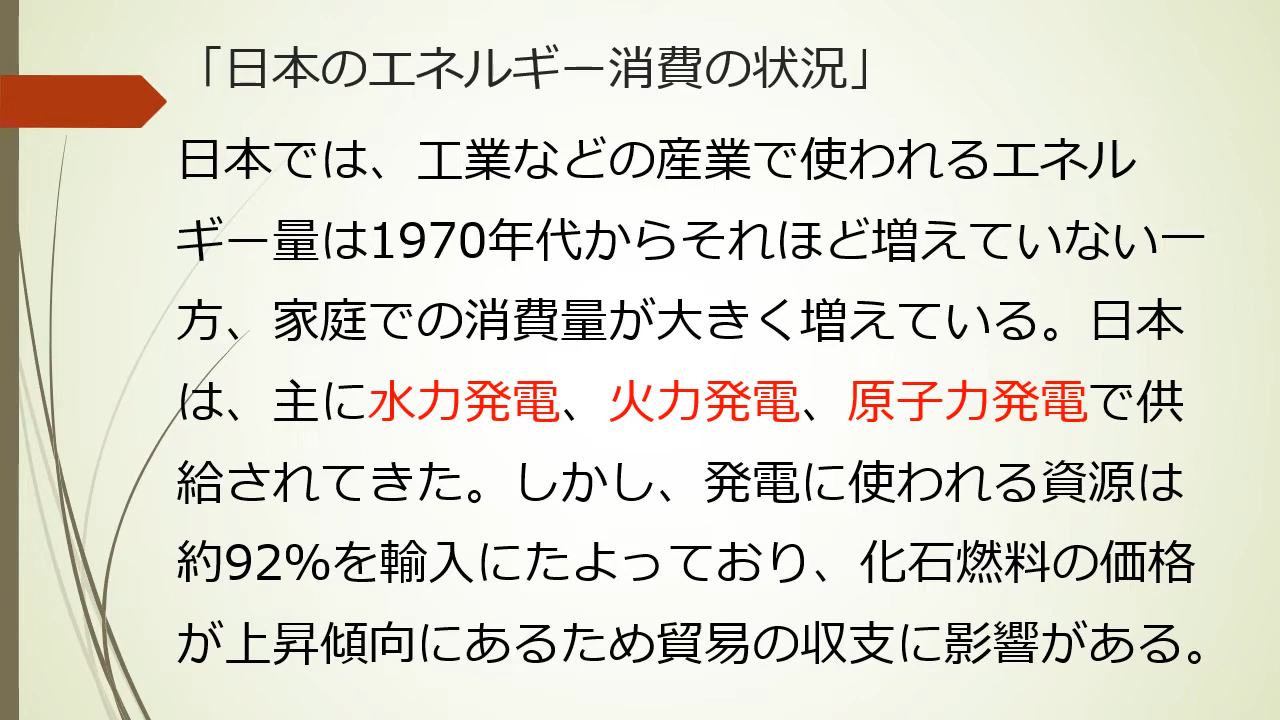 「日本のエネルギー消費の状況」
日本では、工業などの産業で使われるエネル
ギー量は1970年代からそれほど増えていない一
方、家庭での消費量が大きく増えている。日本
は、主に水力発電、火力発電、原子力発電で供
給されてきた。しかし、発電に使われる資源は
約92%を輸入にたよっており、化石燃料の価格
が上昇傾向にあるため貿易の収支に影響がある。